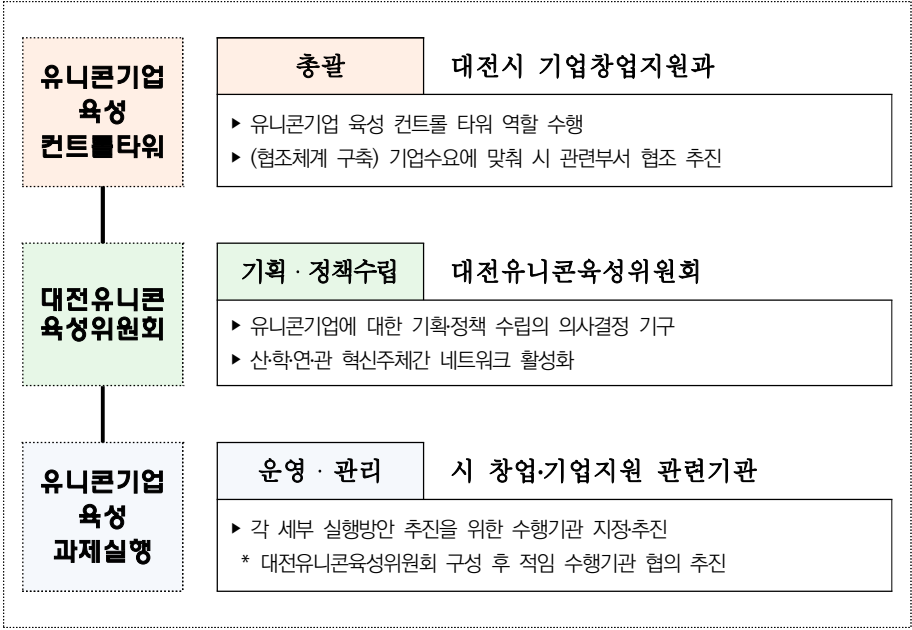 유니콘기업
육성
컨트롤타워
총괄
대전시 기업창업지원과
▶ 유니콘기업 육성 컨트롤 타워 역할 수행
▶ (협조체계 구축) 기업수요에 맞춰 시 관련부서 협조 추진
대전유니콘
육성위원회
기획·정책수립
대전유니콘육성위원회
▶ 유니콘기업에 대한 기획·정책 수립의 의사결정 기구
▶ 산·학·연·관 혁신주체간 네트워크 활성화
유니콘기업
육성
과제실행
운영·관리
시 창업·기업지원 관련기관
▶ 각 세부 실행방안 추진을 위한 수행기관 지정·추진
* 대전유니콘육성위원회 구성 후 적임 수행기관 협의 추진